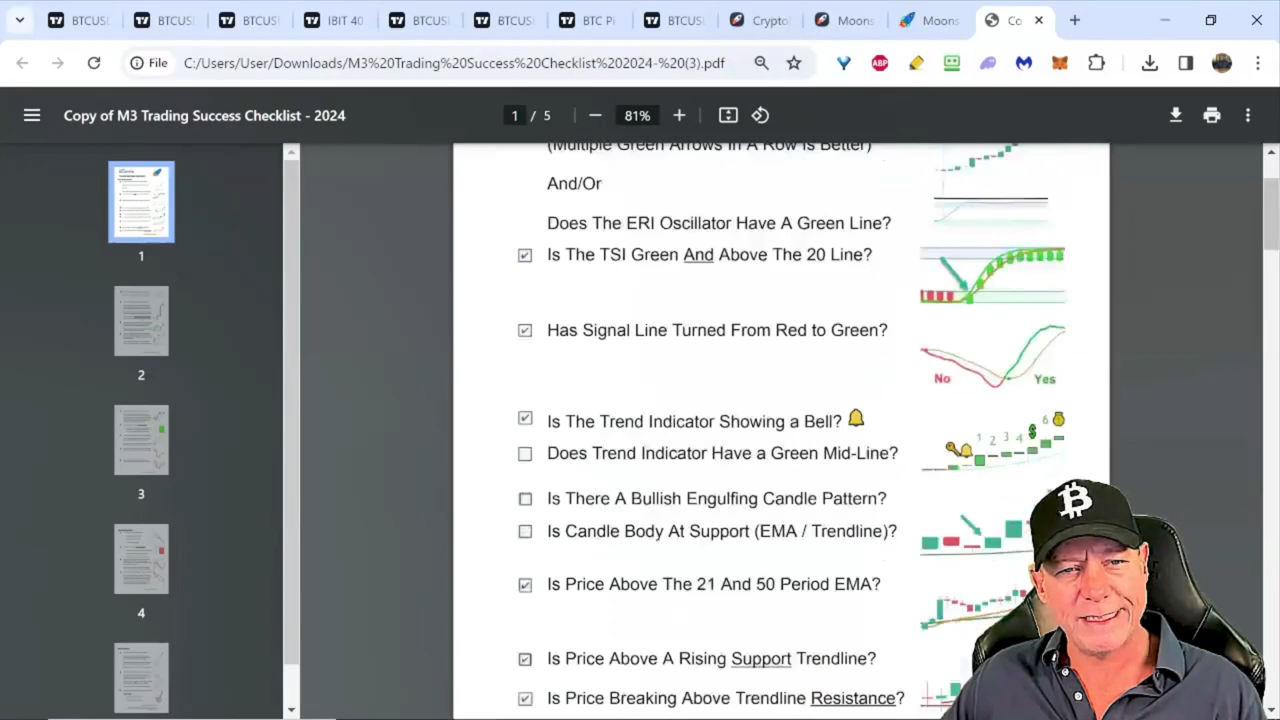 BTCUS
BTCUS
BTCUS
IBIT 40
BTCUS
BTCUS
BTC P
BTCUS
Crypto
Moons
Moons
Co
File
C:/Users/User/Downloads/M3%20Trading%20Success%20Checklist%202024-%20(3).pdf
ABP
Copy of M3 Trading Success Checklist - 2024
1 / 5
81%
(Multiple Green Arrows In A Row Is Better)
And/Or
Does The ERI Oscillator Have A Green Line?
Is The TSI Green And Above The 20 Line?
Has Signal Line Turned From Red to Green?
No
Yes
Is The Trend Indicator Showing a Bell?
1 2 3 4 6
Does Trend Indicator Have a Green Mid-Line?
Is There A Bullish Engulfing Candle Pattern?
Is Candle Body At Support (EMA / Trendline)?
Is Price Above The 21 And 50 Period EMA?
Is Price Above A Rising Support Trendline?
Is Price Breaking Above Trendline Resistance?
1
2
3
4